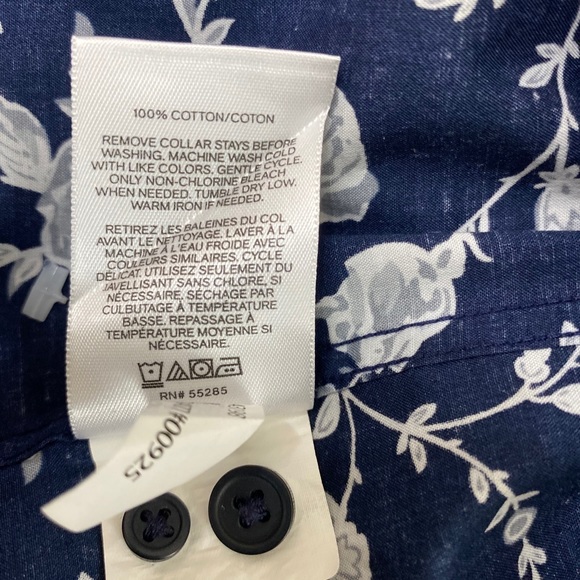 100% COTTON/COTON
REMOVE COLLAR STAYS BEFORE
WASHING. MACHINE WASH COLD
WITH LIKE COLORS. GENTLE CYCLE.
ONLY NON-CHLORINE BLEACH
WHEN NEEDED. TUMBLE DRY LOW.
WARM IRON IF NEEDED.
RETIREZ LES BALEINES DU COL
AVANT LE NETTOYAGE. LAVER À LA
MACHINE À L'EAU FROIDE AVEC
COULEURS SIMILAIRES, CYCLE
DÉLICAT. UTILISEZ SEULEMENT DU
JAVELLISANT SANS CHLORE, SI
NÉCESSAIRE. SÉCHAGE PAR
CULBUTAGE À TEMPÉRATURE
BASSE. REPASSAGE À
TEMPÉRATURE MOYENNE SI
NÉCESSAIRE.
RN# 55285
#00925